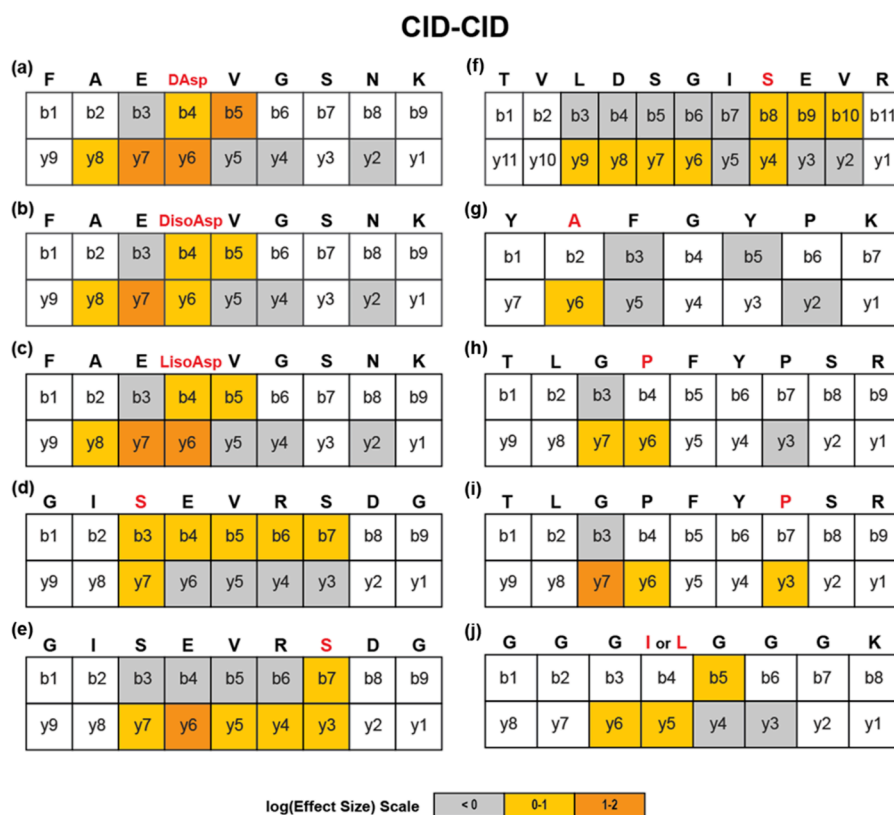 CID-CID
(a)
F A E DAsp V G S N K
b1 b2 b3 b4 b5 b6 b7 b8 b9
y9 y8 y7 y6 y5 y4 y3 y2 y1
(b)
F A E DisoAsp V G S N K
b1 b2 b3 b4 b5 b6 b7 b8 b9
y9 y8 y7 y6 y5 y4 y3 y2 y1
(c)
F A E LisoAsp V G S N K
b1 b2 b3 b4 b5 b6 b7 b8 b9
y9 y8 y7 y6 y5 y4 y3 y2 y1
(d)
G I S E V R S D G
b1 b2 b3 b4 b5 b6 b7 b8 b9
y9 y8 y7 y6 y5 y4 y3 y2 y1
(e)
G I S E V R S D G
b1 b2 b3 b4 b5 b6 b7 b8 b9
y9 y8 y7 y6 y5 y4 y3 y2 y1
(f)
T V L D S G I S E V R
b1 b2 b3 b4 b5 b6 b7 b8 b9 b10 b11
y11 y10 y9 y8 y7 y6 y5 y4 y3 y2 y1
(g)
Y A F G Y P K
b1 b2 b3 b4 b5 b6 b7
y7 y6 y5 y4 y3 y2 y1
(h)
T L G P F Y P S R
b1 b2 b3 b4 b5 b6 b7 b8 b9
y9 y8 y7 y6 y5 y4 y3 y2 y1
(i)
T L G P F Y P S R
b1 b2 b3 b4 b5 b6 b7 b8 b9
y9 y8 y7 y6 y5 y4 y3 y2 y1
(j)
G G G I or L G G G K
b1 b2 b3 b4 b5 b6 b7 b8
y8 y7 y6 y5 y4 y3 y2 y1
log(Effect Size) Scale < 0 0-1 1-2